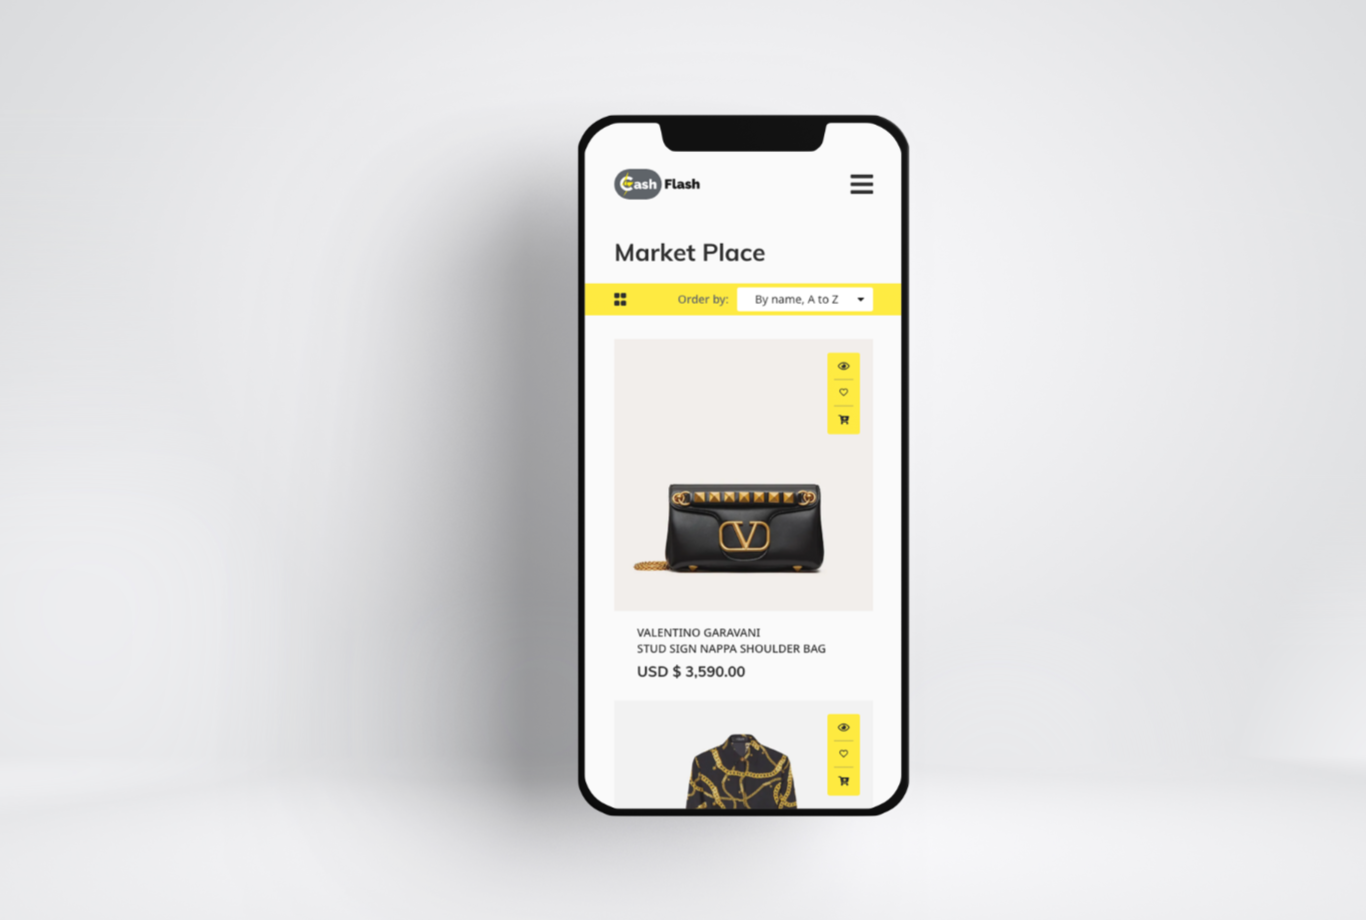 Cash Flash
Market Place
Order by: By name, A to Z
VALENTINO GARAVANI
STUD SIGN NAPPA SHOULDER BAG
USD $ 3,590.00